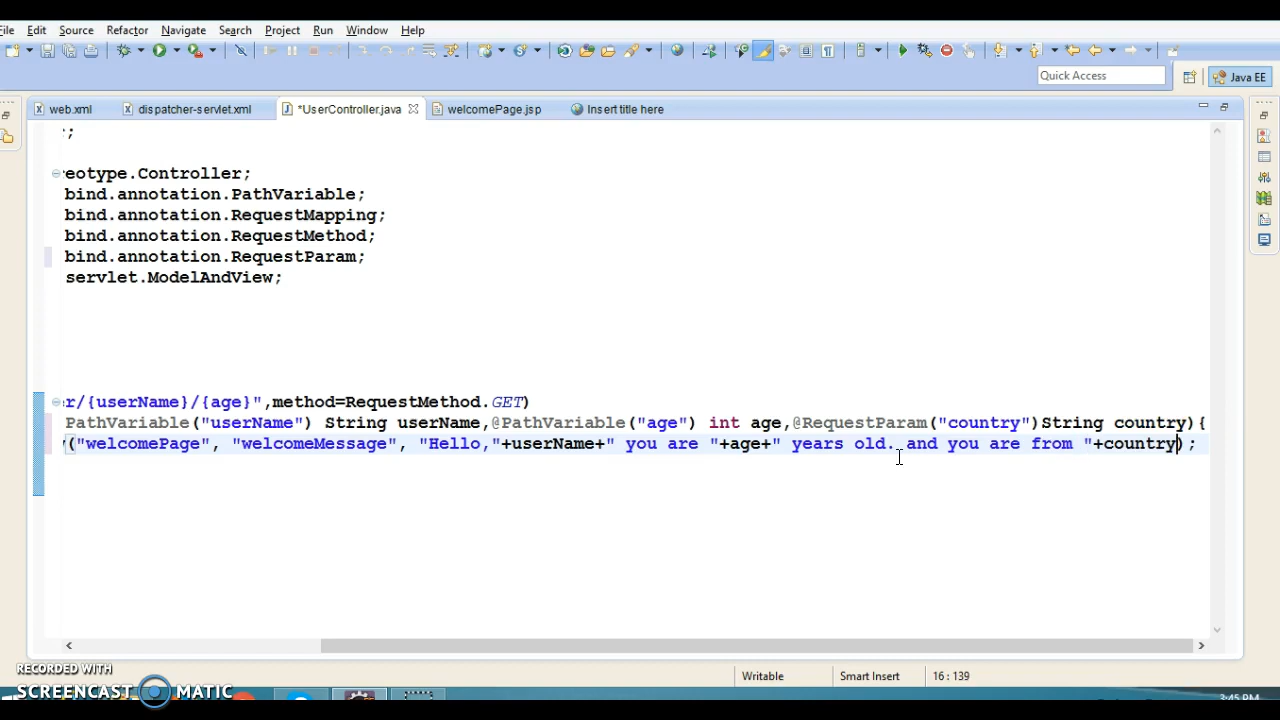 File Edit Source Refactor Navigate Search Project Run Window Help
Quick Access
Java EE
web.xml dispatcher-servlet.xml *UserController.java welcomePage.jsp Insert title here
;
eotype.Controller;
bind.annotation.PathVariable;
bind.annotation.RequestMapping;
bind.annotation.RequestMethod;
bind.annotation.RequestParam;
servlet.ModelAndView;
er/{userName}/{age}",method=RequestMethod.GET)
PathVariable("userName") String userName,@PathVariable("age") int age,@RequestParam("country")String country){
("welcomePage", "welcomeMessage", "Hello,"+userName+" you are "+age+" years old. and you are from "+country);
Writable Smart Insert 16 : 139
RECORDED WITH
SCREENCAST MATIC
3:45 PM